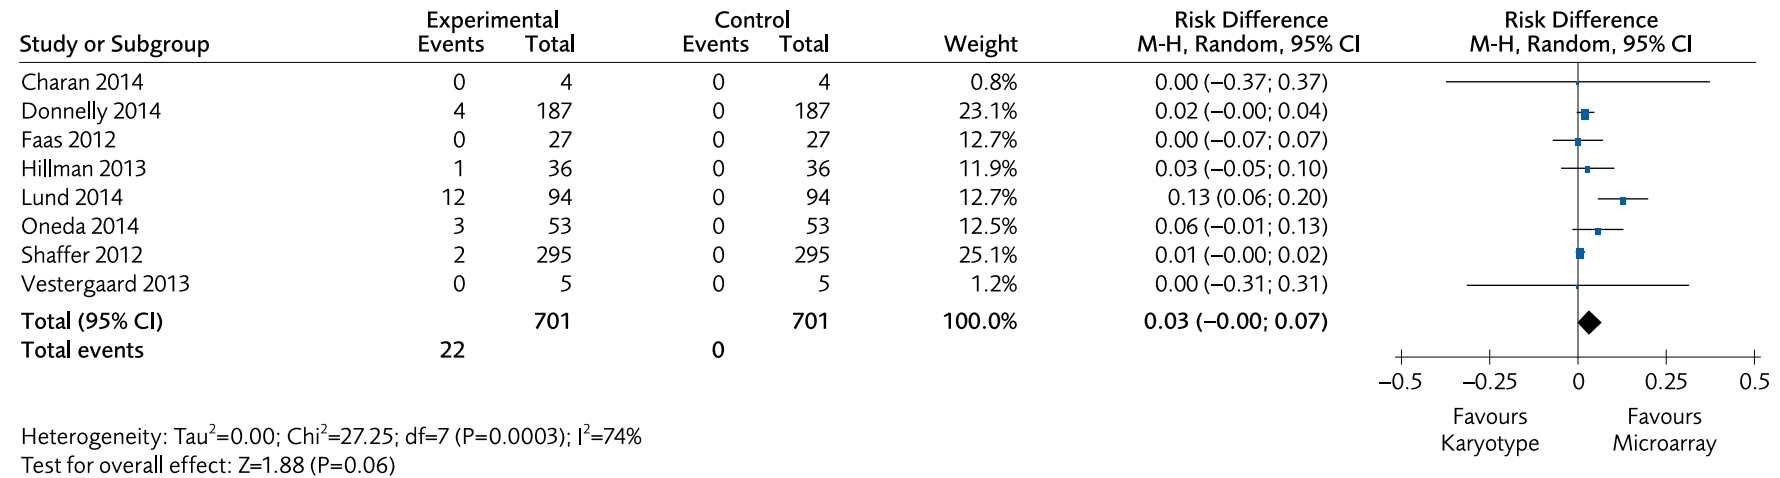 Experimental Control Risk Difference Risk Difference
Study or Subgroup Events Total Events Total Weight M-H, Random, 95% CI M-H, Random, 95% CI
Charan 2014 0 4 0 4 0.8% 0.00 (−0.37; 0.37)
Donnelly 2014 4 187 0 187 23.1% 0.02 (−0.00; 0.04)
Faas 2012 0 27 0 27 12.7% 0.00 (−0.07; 0.07)
Hillman 2013 1 36 0 36 11.9% 0.03 (−0.05; 0.10)
Lund 2014 12 94 0 94 12.7% 0.13 (0.06; 0.20)
Oneda 2014 3 53 0 53 12.5% 0.06 (−0.01; 0.13)
Shaffer 2012 2 295 0 295 25.1% 0.01 (−0.00; 0.02)
Vestergaard 2013 0 5 0 5 1.2% 0.00 (−0.31; 0.31)
Total (95% CI) 701 701 100.0% 0.03 (−0.00; 0.07)
Total events 22 0
−0.5 −0.25 0 0.25 0.5
Favours Favours
Karyotype Microarray
Heterogeneity: Tau²=0.00; Chi²=27.25; df=7 (P=0.0003); I²=74%
Test for overall effect: Z=1.88 (P=0.06)